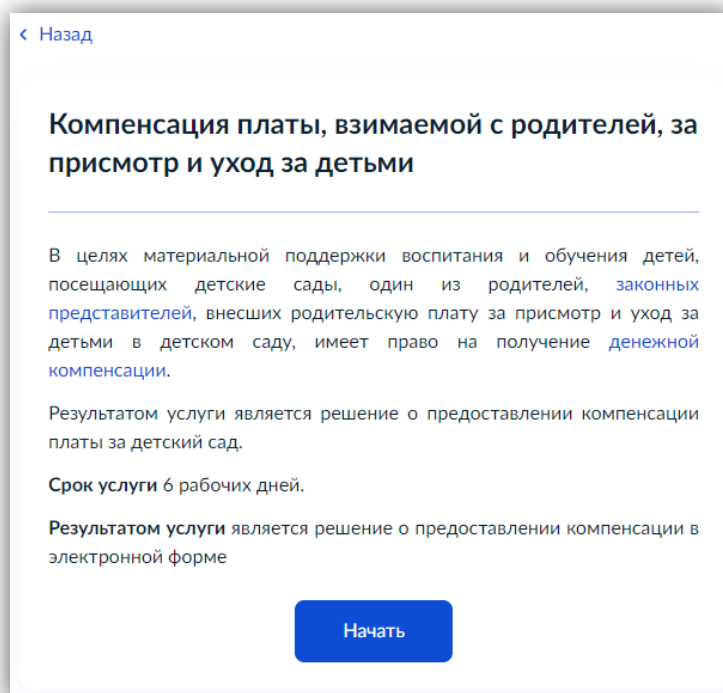 Назад
Компенсация платы, взимаемой с родителей, за
присмотр и уход за детьми
В целях материальной поддержки воспитания и обучения детей,
посещающих детские сады, один из родителей, законных
представителей, внесших родительскую плату за присмотр и уход за
детьми в детском саду, имеет право на получение денежной
компенсации.
Результатом услуги является решение о предоставлении компенсации
платы за детский сад.
Срок услуги 6 рабочих дней.
Результатом услуги является решение о предоставлении компенсации в
электронной форме
Начать